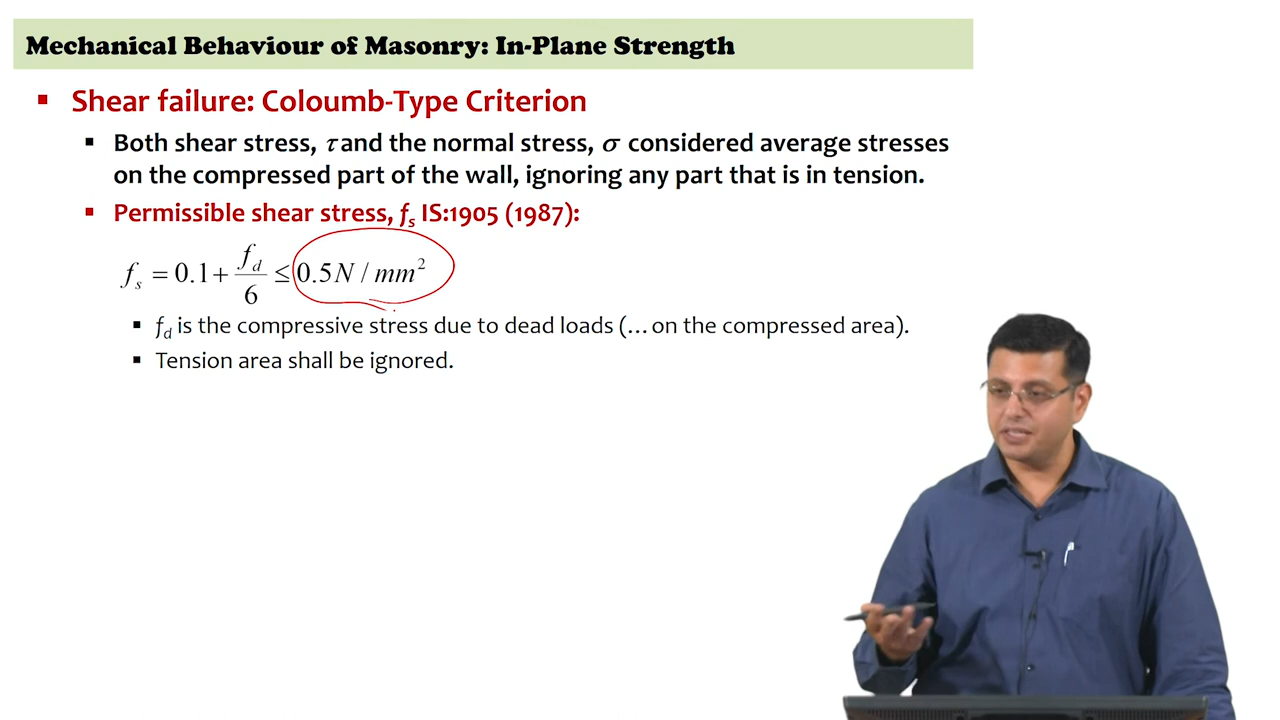 Mechanical Behaviour of Masonry: In-Plane Strength
▪ Shear failure: Coloumb-Type Criterion
▪ Both shear stress, τ and the normal stress, σ considered average stresses
on the compressed part of the wall, ignoring any part that is in tension.
▪ Permissible shear stress, fs IS:1905 (1987):
fs = 0.1 + fd/6 ≤ 0.5 N / mm²
▪ fd is the compressive stress due to dead loads (... on the compressed area).
▪ Tension area shall be ignored.